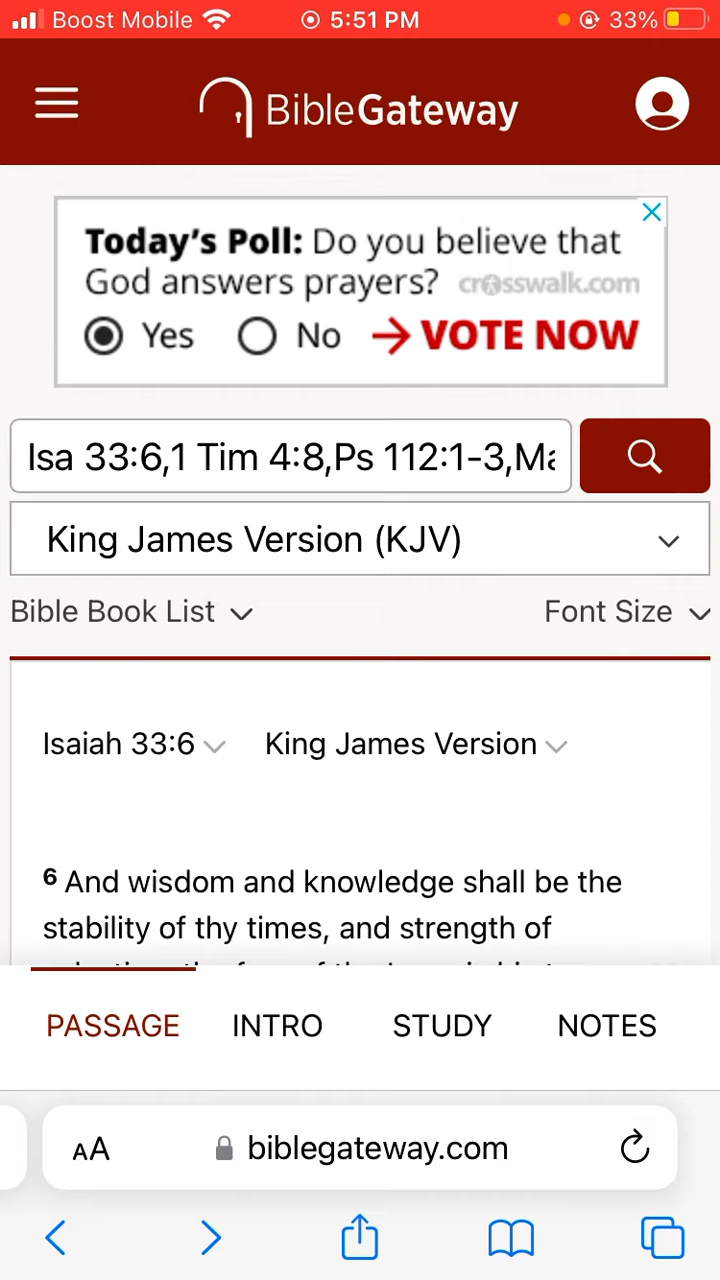 Boost Mobile 5:51 PM 33%
BibleGateway
Today's Poll: Do you believe that
God answers prayers? crosswalk.com
Yes No → VOTE NOW
Isa 33:6,1 Tim 4:8,Ps 112:1-3,Ma
King James Version (KJV)
Bible Book List Font Size
Isaiah 33:6 King James Version
6 And wisdom and knowledge shall be the
stability of thy times, and strength of
PASSAGE INTRO STUDY NOTES
AA biblegateway.com